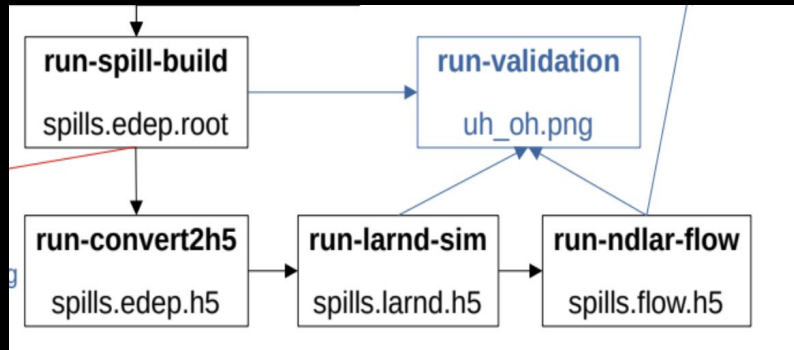 run-spill-build
spills.edep.root
run-validation
uh_oh.png
run-convert2h5
spills.edep.h5
run-larnd-sim
spills.larnd.h5
run-ndlar-flow
spills.flow.h5
g